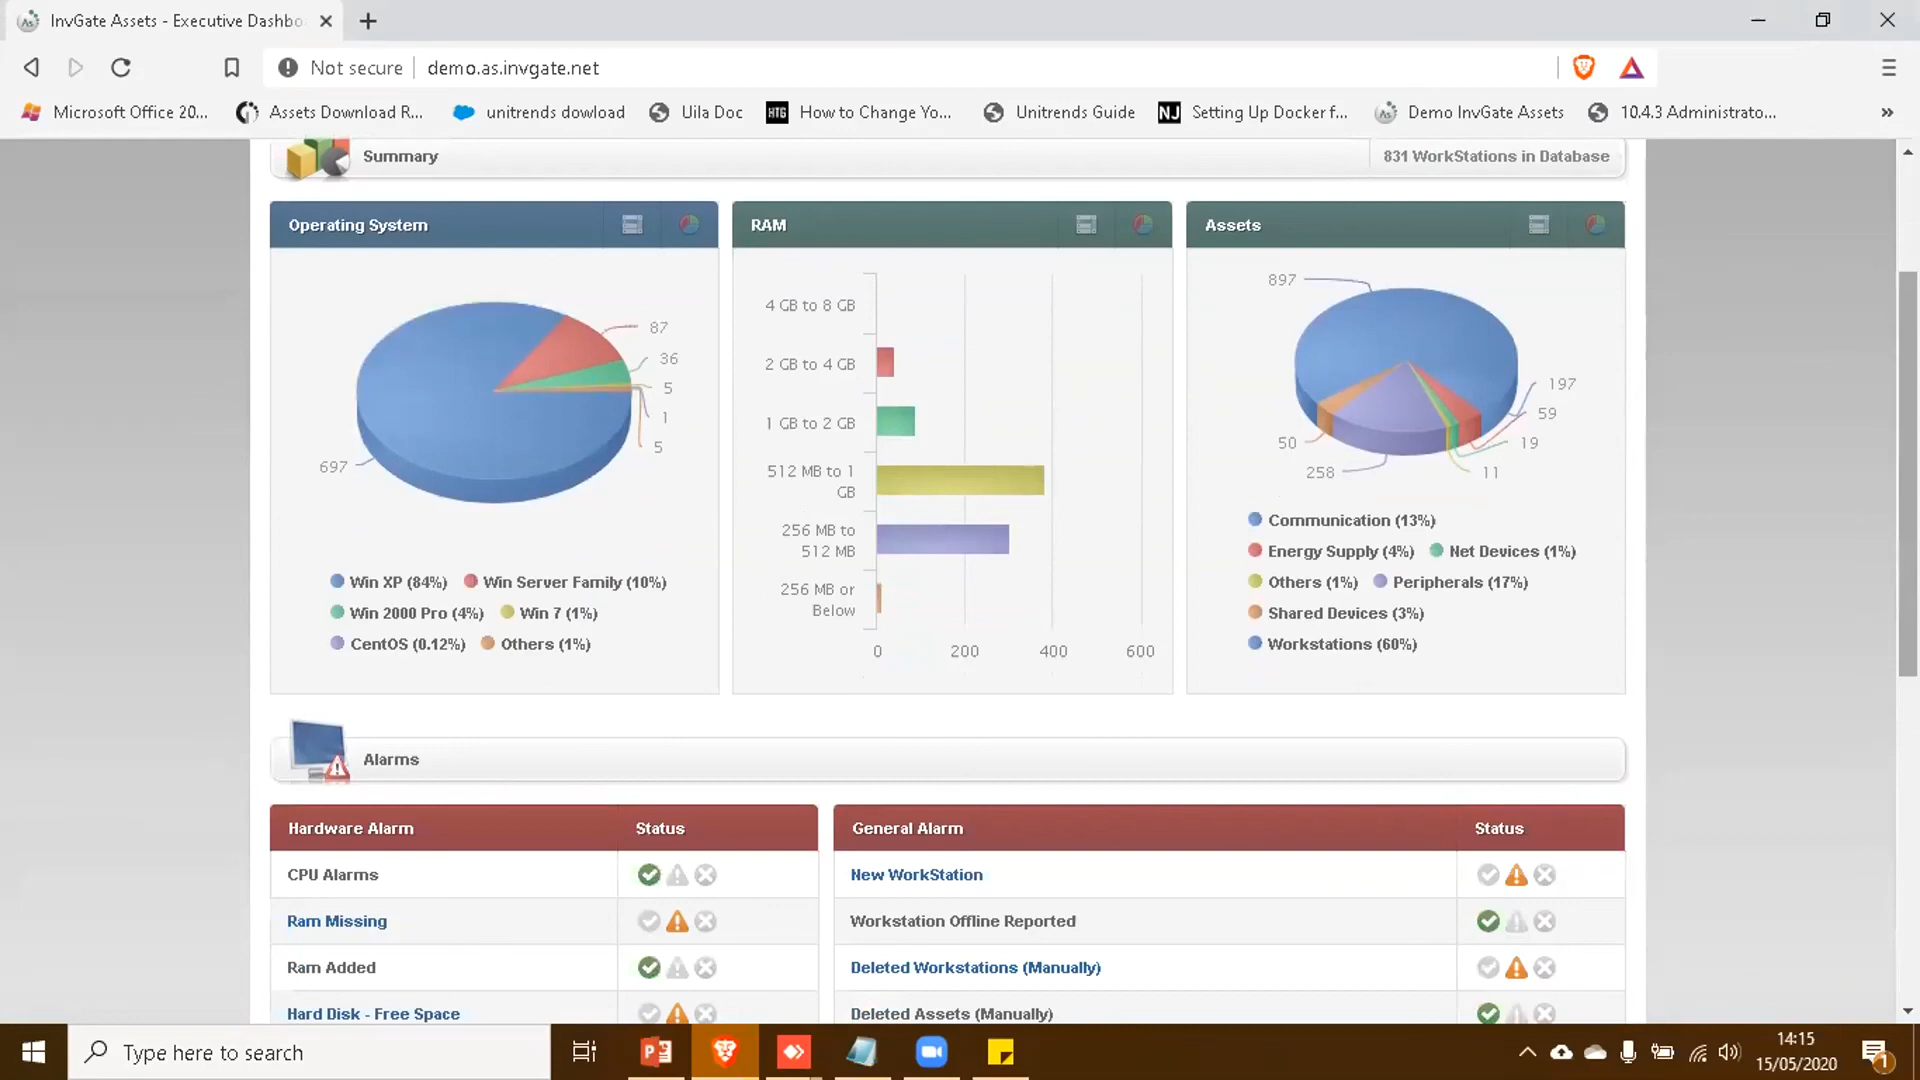 InvGate Assets - Executive Dashbo
Not secure
demo.as.invgate.net
Microsoft Office 20...
Assets Download R...
unitrends dowload
Uila Doc
HTG
How to Change Yo...
Unitrends Guide
NJ
Setting Up Docker f...
As
Demo InvGate Assets
10.4.3 Administrato...
»
Summary
831 WorkStations in Database
Operating System
87
36
5
1
5
697
Win XP (84%)
Win Server Family (10%)
Win 2000 Pro (4%)
Win 7 (1%)
CentOS (0.12%)
Others (1%)
RAM
4 GB to 8 GB
2 GB to 4 GB
1 GB to 2 GB
512 MB to 1
GB
256 MB to
512 MB
256 MB or
Below
0
200
400
600
Assets
897
197
59
19
11
50
258
Communication (13%)
Energy Supply (4%)
Net Devices (1%)
Others (1%)
Peripherals (17%)
Shared Devices (3%)
Workstations (60%)
Alarms
Hardware Alarm
Status
CPU Alarms
Ram Missing
Ram Added
Hard Disk - Free Space
General Alarm
Status
New WorkStation
Workstation Offline Reported
Deleted Workstations (Manually)
Deleted Assets (Manually)
Type here to search
14:15
15/05/2020
1